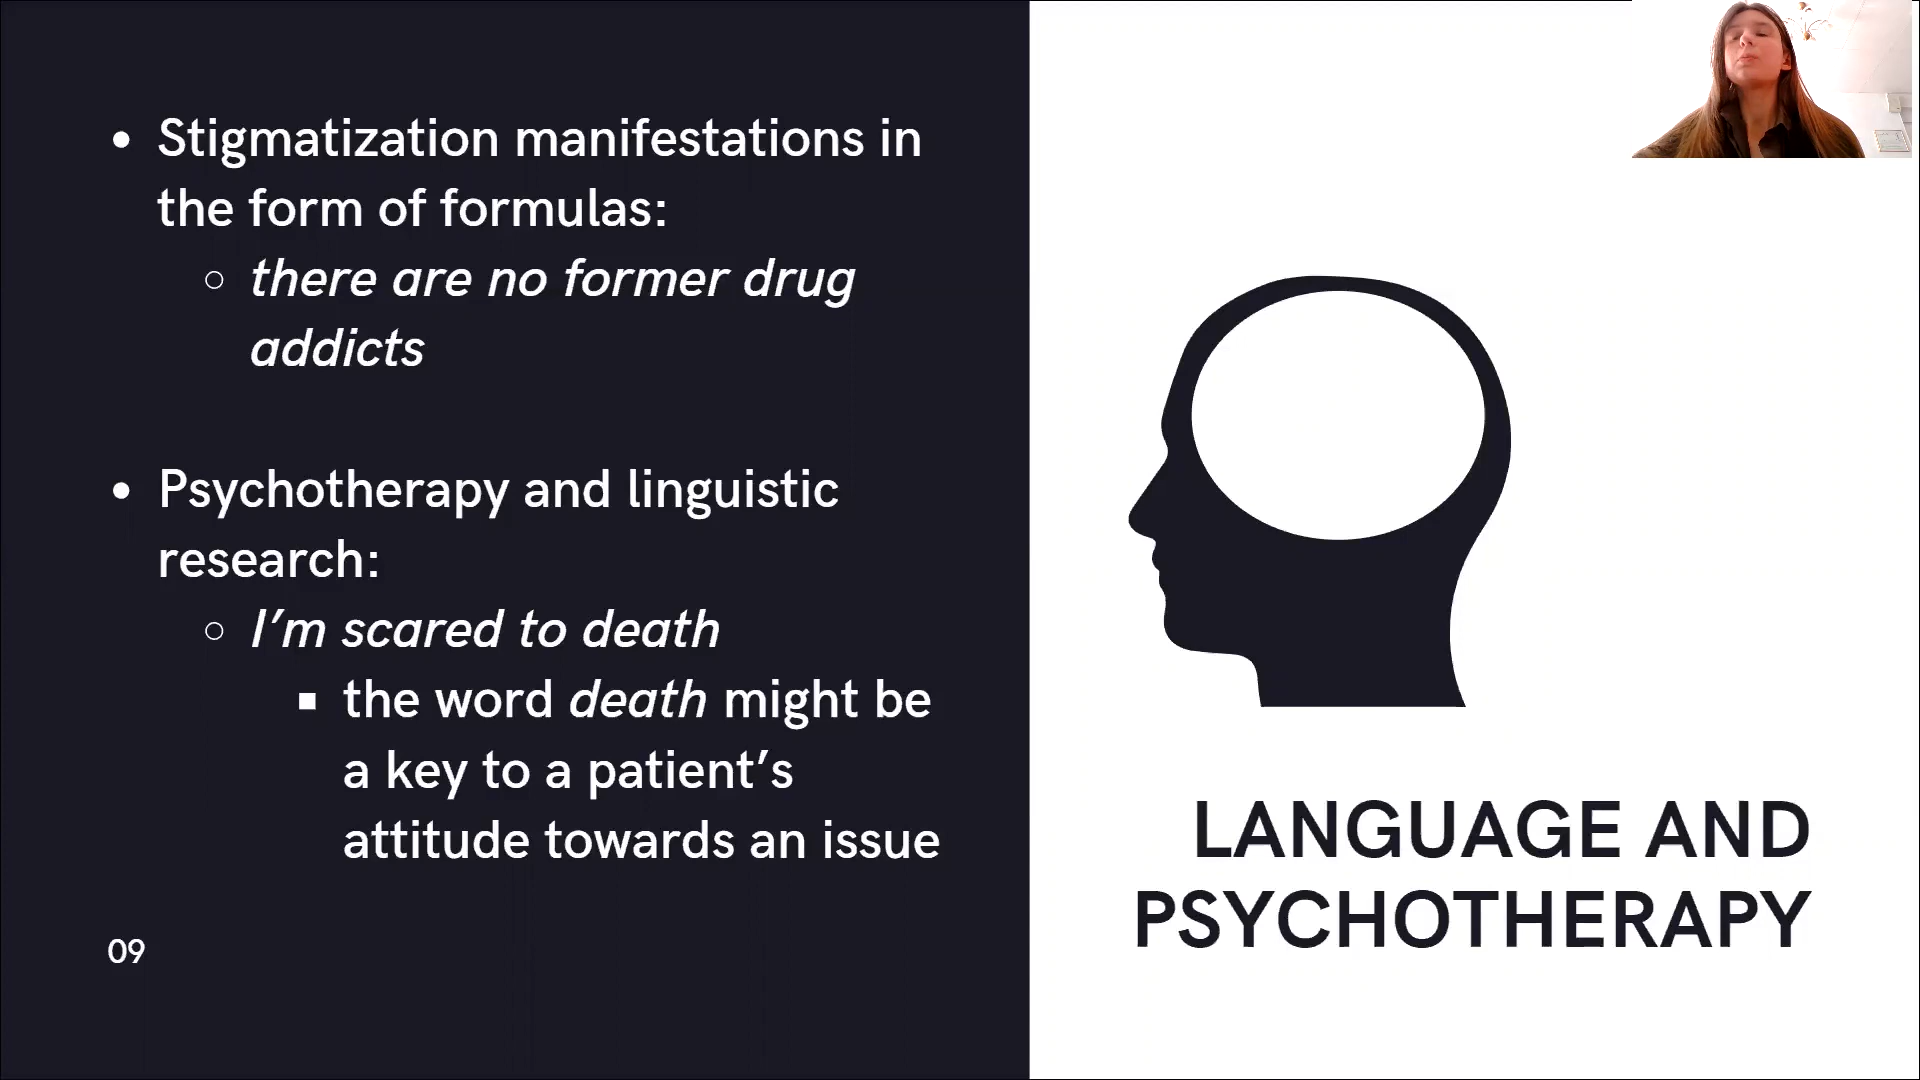 • Stigmatization manifestations in
the form of formulas:
○ there are no former drug
addicts
• Psychotherapy and linguistic
research:
○ I’m scared to death
▪ the word death might be
a key to a patient’s
attitude towards an issue
09
LANGUAGE AND
PSYCHOTHERAPY